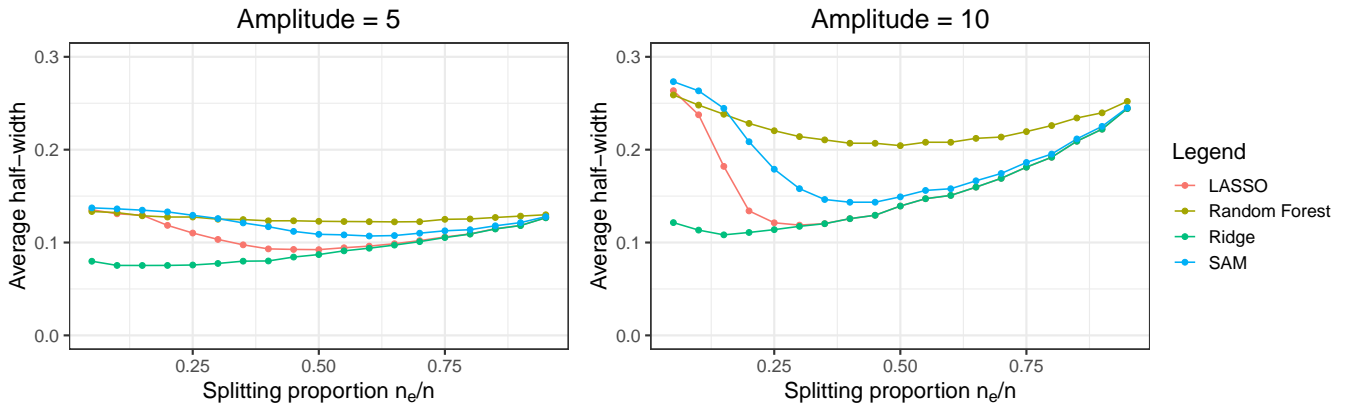 Amplitude = 5
Average half−width
0.3
0.2
0.1
0.0
0.25 0.50 0.75
Splitting proportion nₑ/n
Amplitude = 10
Average half−width
0.3
0.2
0.1
0.0
0.25 0.50 0.75
Splitting proportion nₑ/n
Legend
LASSO
Random Forest
Ridge
SAM